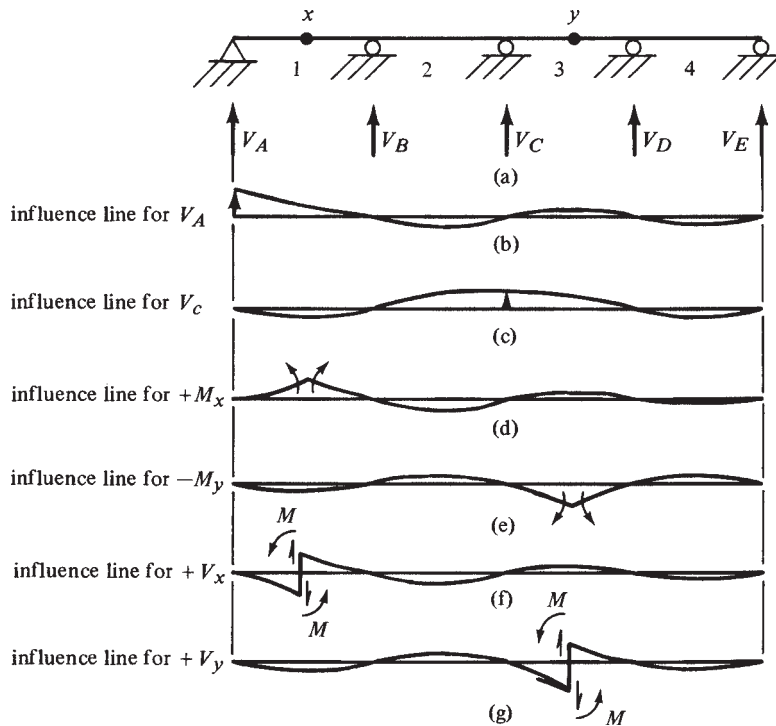 x y
1 2 3 4
V_A V_B V_C V_D V_E
(a)
influence line for V_A
(b)
influence line for V_c
(c)
influence line for +M_x
(d)
influence line for −M_y
(e)
M
influence line for + V_x
M
(f)
M
influence line for + V_y
M
(g)